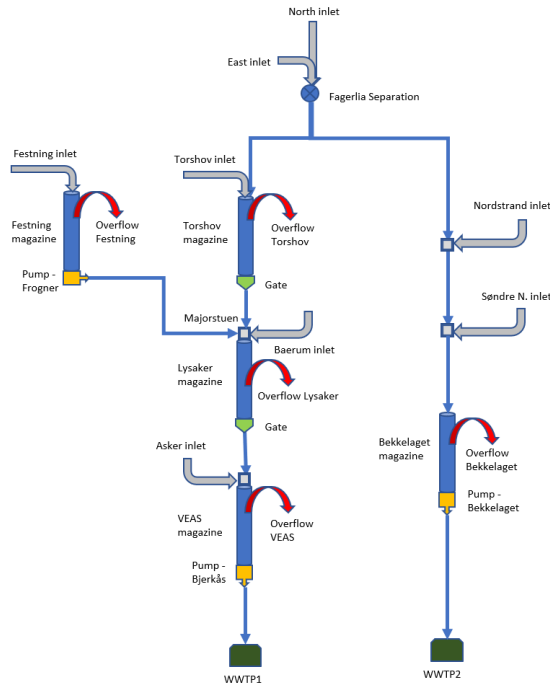 North inlet
East inlet
Fagerlia Separation
Festning inlet
Torshov inlet
Nordstrand inlet
Festning
magazine
Overflow
Festning
Torshov
magazine
Overflow
Torshov
Pump -
Frogner
Gate
Søndre N. inlet
Majorstuen
Baerum inlet
Lysaker
magazine
Overflow Lysaker
Gate
Asker inlet
Bekkelaget
magazine
Overflow
Bekkelaget
Pump -
Bekkelaget
VEAS
magazine
Overflow
VEAS
Pump -
Bjerkås
WWTP1
WWTP2